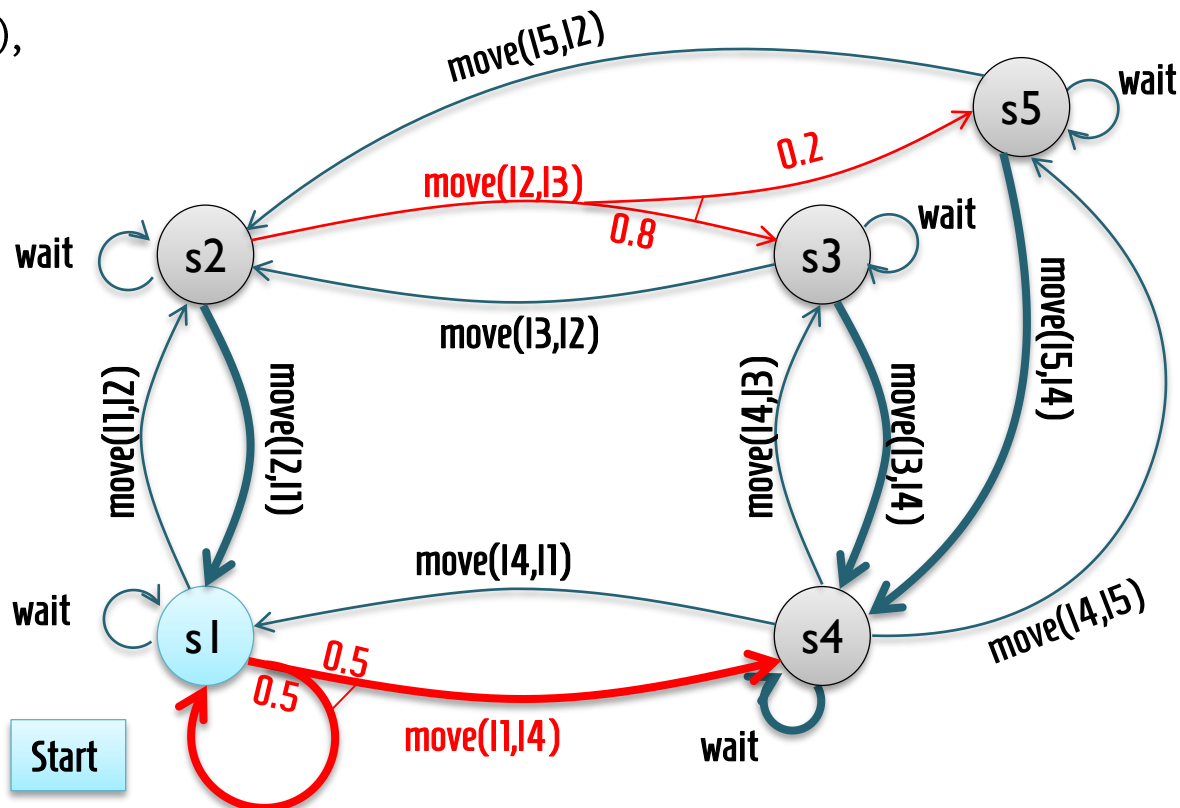 ),
move(l5,l2)
wait
s5
0.2
move(l2,l3)
0.8
wait
wait
s2
s3
move(l3,l2)
move(l5,l4)
move(l1,l2)
move(l2,l1)
move(l4,l3)
move(l3,l4)
move(l4,l1)
wait
s1
s4
move(l4,l5)
0.5
0.5
move(l1,l4)
wait
Start